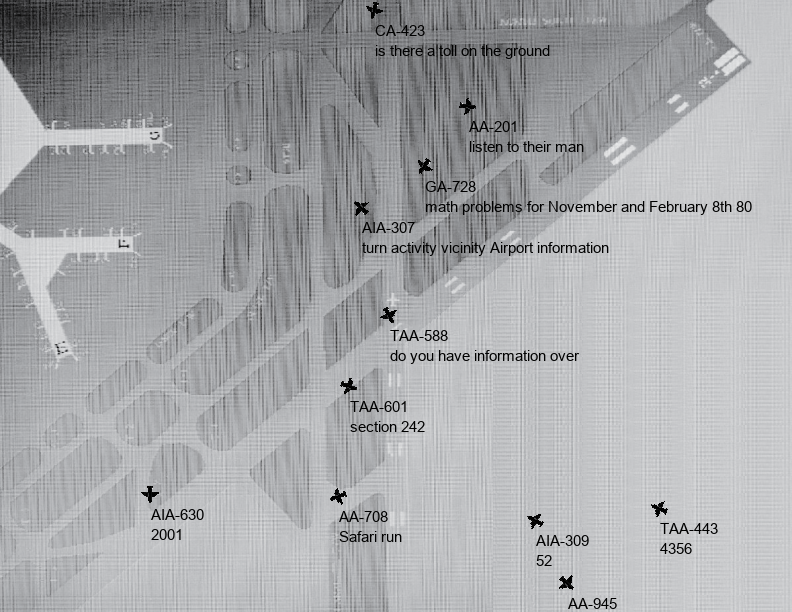 CA-423
is there a toll on the ground
AA-201
listen to their man
GA-728
math problems for November and February 8th 80
AIA-307
turn activity vicinity Airport information
TAA-588
do you have information over
TAA-601
section 242
AIA-630
2001
AA-708
Safari run
AIA-309
52
TAA-443
4356
AA-945